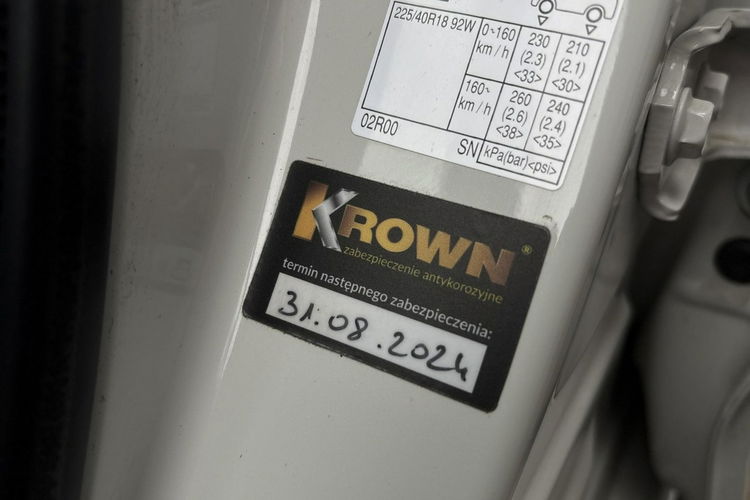 225/40R18 92W
0~160 km/h
230 (2.3) <33>
210 (2.1) <30>
160~ km/h
260 (2.6) <38>
240 (2.4) <35>
02R00
SN
kPa(bar)<psi>
KROWN®
zabezpieczenie antykorozyjne
termin następnego zabezpieczenia:
31.08.2024